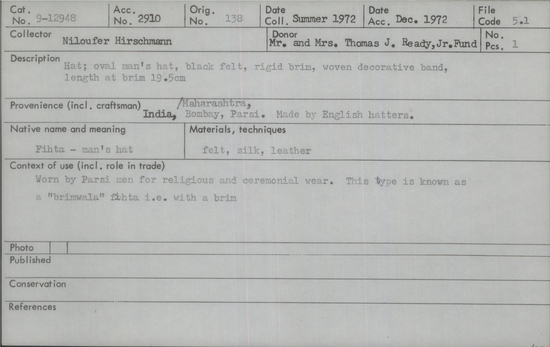 Cat. No. 9-12948 Acc. No. 2910 Orig. No. 138 Date Coll. Summer 1972 Date Acc. Dec. 1972 File Code 5.1
Collector Niloufer Hirschmann Donor Mr. and Mrs. Thomas J. Ready, Jr. Fund No. Pcs. 1
Description
Hat; oval man's hat, black felt, rigid brim, woven decorative band,
length at brim 19.5cm
Provenience (incl. craftsman) India, /Maharashtra,
Bombay, Parsi. Made by English hatters.
Native name and meaning
Fihta - man's hat
Materials, techniques
felt, silk, leather
Context of use (incl. role in trade)
Worn by Parsi men for religious and ceremonial wear. This type is known as
a "brimwala" fihta i.e. with a brim
Photo
Published
Conservation
References